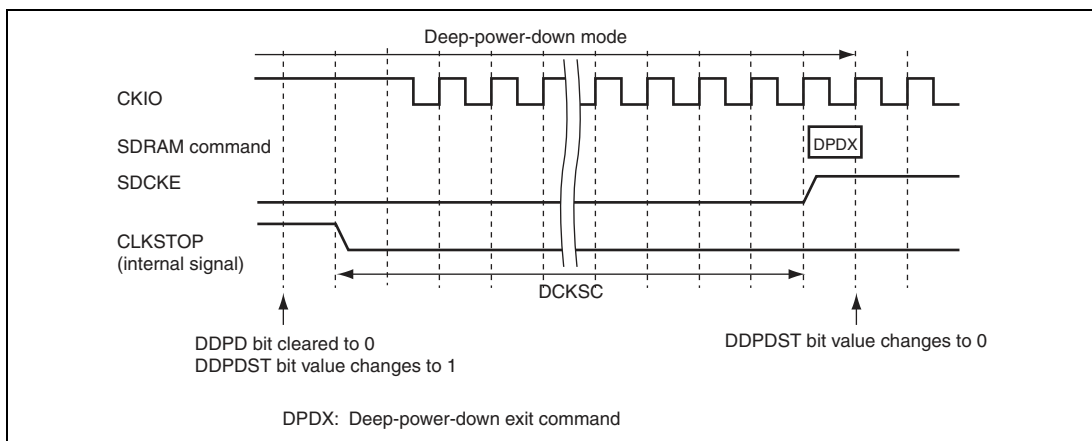 Deep-power-down mode
CKIO
SDRAM command
DPDX
SDCKE
CLKSTOP
(internal signal)
DCKSC
DDPD bit cleared to 0
DDPDST bit value changes to 1
DDPDST bit value changes to 0
DPDX: Deep-power-down exit command